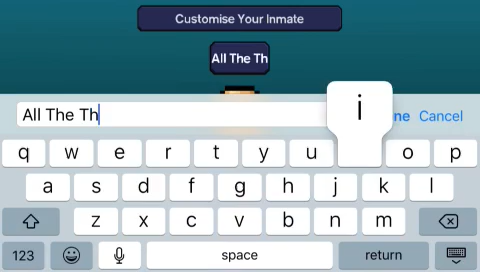 Customise Your Inmate
All The Th
All The Th
i
ne Cancel
q w e r t y u o p
a s d f g h j k l
z x c v b n m
123 space return